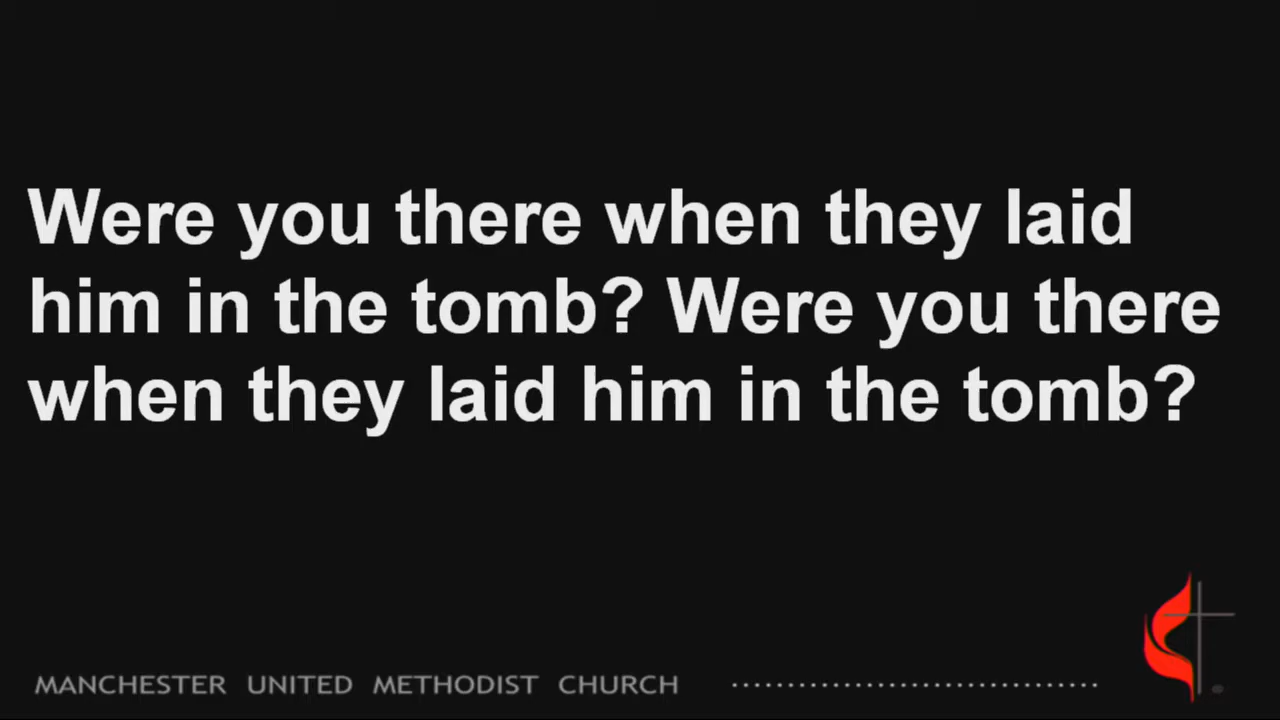 Were you there when they laid
him in the tomb? Were you there
when they laid him in the tomb?
MANCHESTER UNITED METHODIST CHURCH